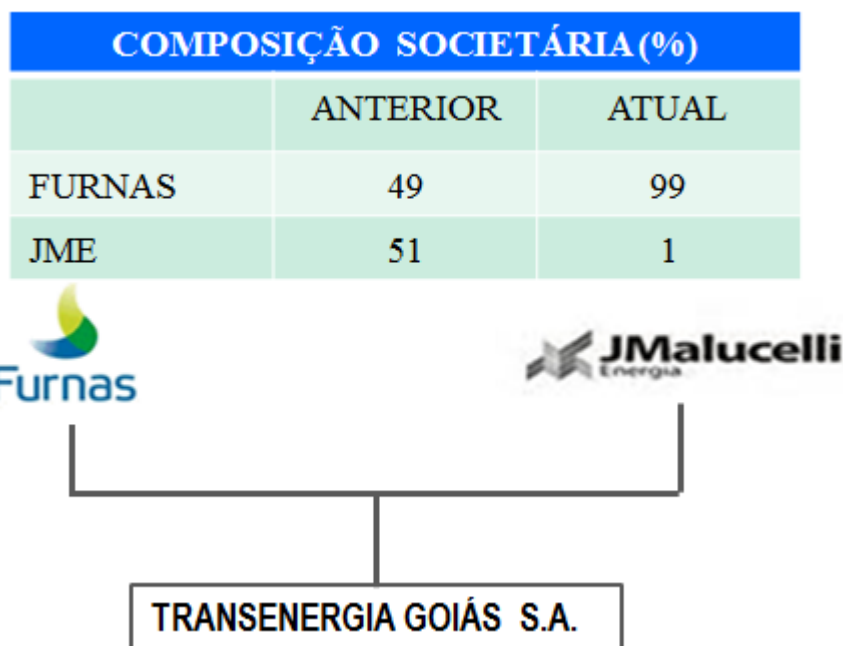 COMPOSIÇÃO SOCIETÁRIA (%)
ANTERIOR ATUAL
FURNAS 49 99
JME 51 1
Furnas
JMalucelli
Energia
TRANSENERGIA GOIÁS S.A.